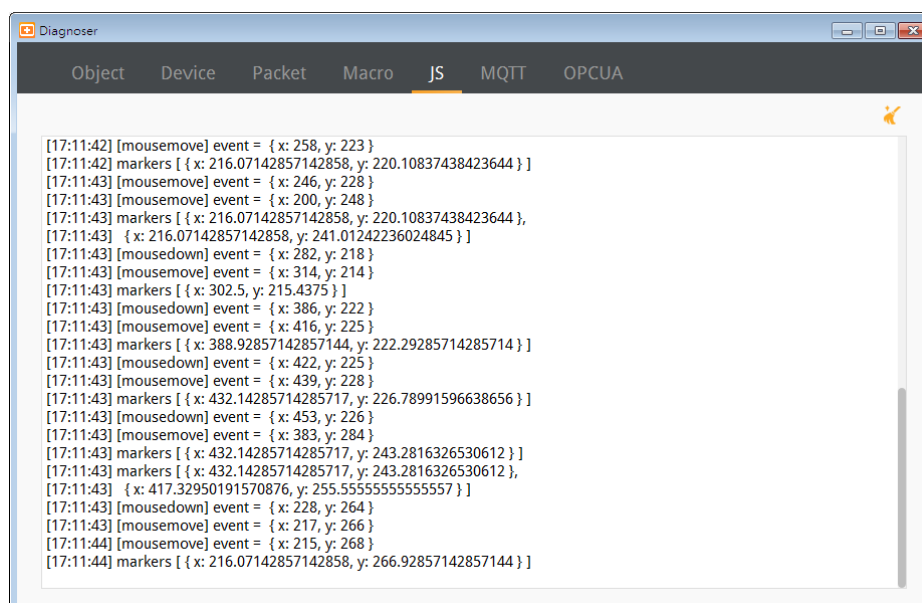 Diagnoser
Object Device Packet Macro JS MQTT OPCUA
[17:11:42] [mousemove] event = { x: 258, y: 223 }
[17:11:42] markers [ { x: 216.07142857142858, y: 220.10837438423644 } ]
[17:11:43] [mousemove] event = { x: 246, y: 228 }
[17:11:43] [mousemove] event = { x: 200, y: 248 }
[17:11:43] markers [ { x: 216.07142857142858, y: 220.10837438423644 },
[17:11:43] { x: 216.07142857142858, y: 241.01242236024845 } ]
[17:11:43] [mousedown] event = { x: 282, y: 218 }
[17:11:43] [mousemove] event = { x: 314, y: 214 }
[17:11:43] markers [ { x: 302.5, y: 215.4375 } ]
[17:11:43] [mousedown] event = { x: 386, y: 222 }
[17:11:43] [mousemove] event = { x: 416, y: 225 }
[17:11:43] markers [ { x: 388.92857142857144, y: 222.29285714285714 } ]
[17:11:43] [mousedown] event = { x: 422, y: 225 }
[17:11:43] [mousemove] event = { x: 439, y: 228 }
[17:11:43] markers [ { x: 432.14285714285717, y: 226.78991596638656 } ]
[17:11:43] [mousedown] event = { x: 453, y: 226 }
[17:11:43] [mousemove] event = { x: 383, y: 284 }
[17:11:43] markers [ { x: 432.14285714285717, y: 243.2816326530612 } ]
[17:11:43] markers [ { x: 432.14285714285717, y: 243.2816326530612 },
[17:11:43] { x: 417.32950191570876, y: 255.55555555555557 } ]
[17:11:43] [mousedown] event = { x: 228, y: 264 }
[17:11:43] [mousemove] event = { x: 217, y: 266 }
[17:11:44] [mousemove] event = { x: 215, y: 268 }
[17:11:44] markers [ { x: 216.07142857142858, y: 266.92857142857144 } ]